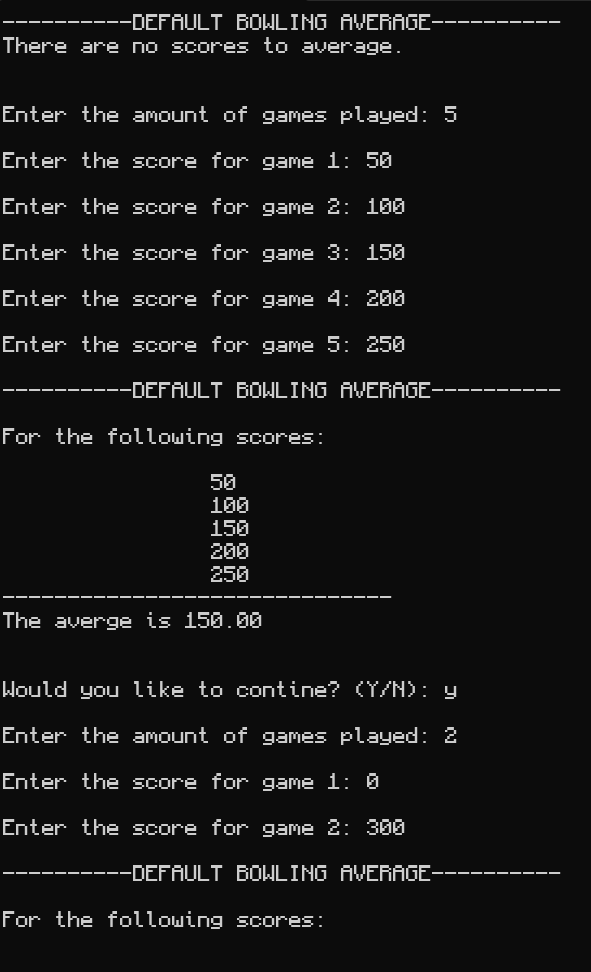 ----------DEFAULT BOWLING AVERAGE----------
There are no scores to average.
Enter the amount of games played: 5
Enter the score for game 1: 50
Enter the score for game 2: 100
Enter the score for game 3: 150
Enter the score for game 4: 200
Enter the score for game 5: 250
----------DEFAULT BOWLING AVERAGE----------
For the following scores:
50
100
150
200
250
------------------------------
The averge is 150.00
Would you like to contine? (Y/N): y
Enter the amount of games played: 2
Enter the score for game 1: 0
Enter the score for game 2: 300
----------DEFAULT BOWLING AVERAGE----------
For the following scores: